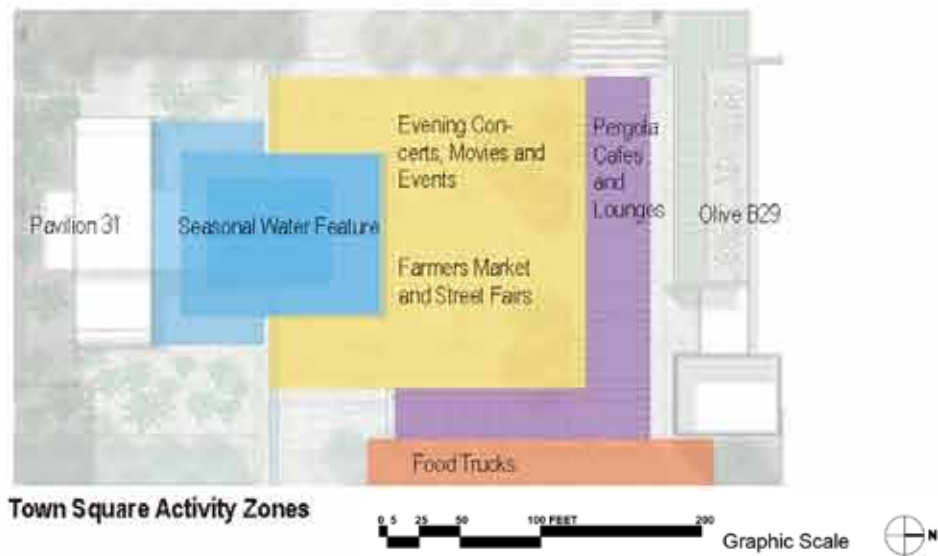 Evening Con-
certs, Movies and
Events
Pergola
Cafes
and
Lounges
Pavilion 31
Seasonal Water Feature
Olive B29
Farmers Market
and Street Fairs
Food Trucks
Town Square Activity Zones
0 5 25 50 100 FEET 200
Graphic Scale
N